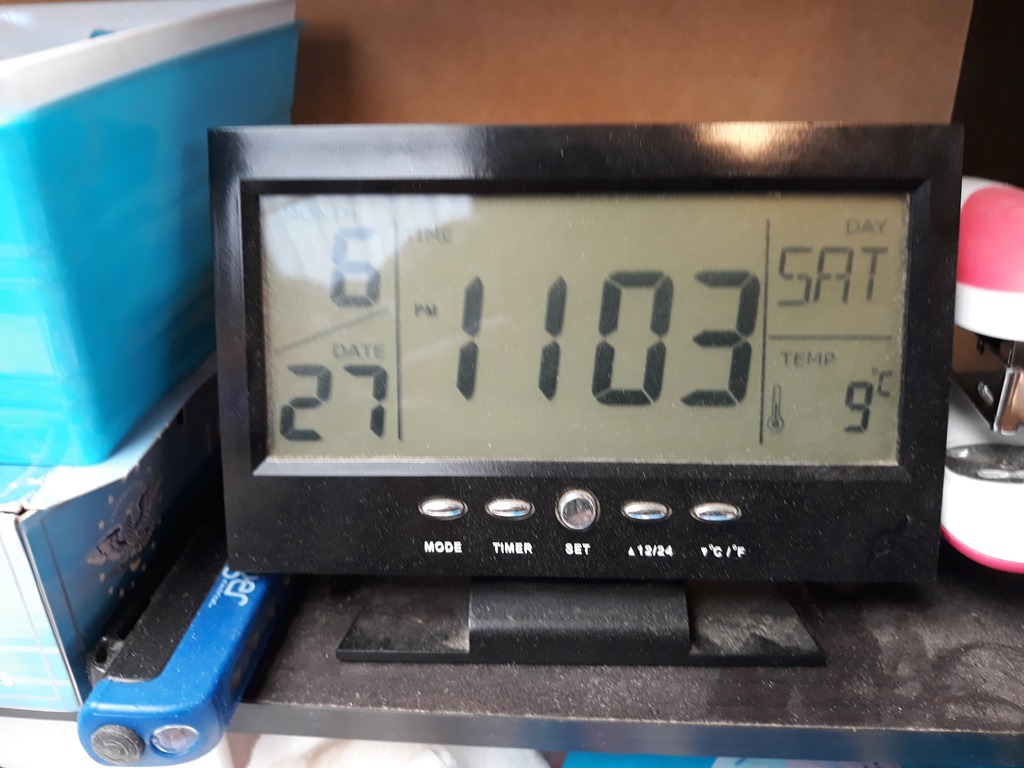 MONTH
6
TIME
PM 1103
DAY
SAT
DATE
27
TEMP
9°C
MODE TIMER SET ▲12/24 ▼°C/°F